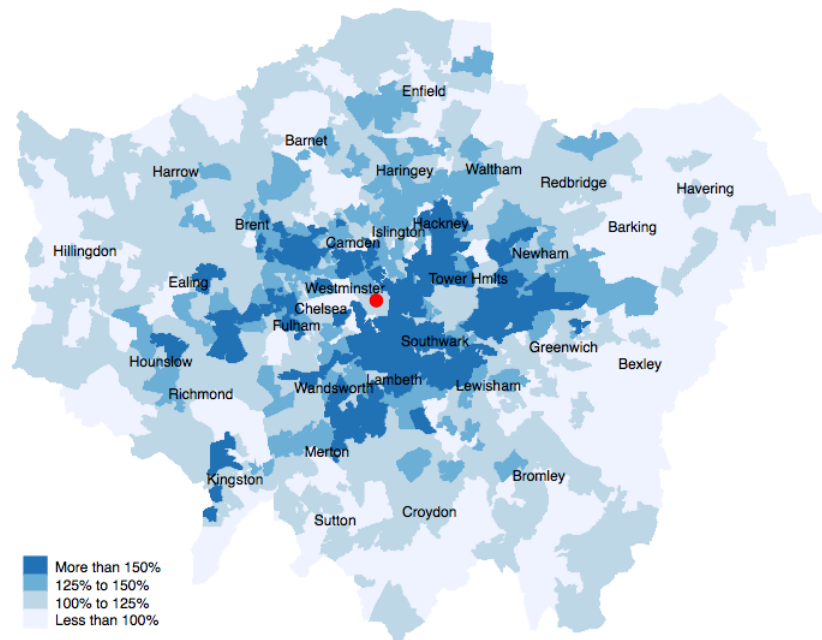 Enfield
Barnet
Harrow
Haringey
Waltham
Redbridge
Havering
Brent
Hackney
Islington
Camden
Barking
Hillingdon
Newham
Ealing
Tower Hmlts
Westminster
Chelsea
Fulham
Southwark
Greenwich
Hounslow
Bexley
Richmond
Wandsworth
Lambeth
Lewisham
Merton
Kingston
Bromley
Sutton
Croydon
More than 150%
125% to 150%
100% to 125%
Less than 100%